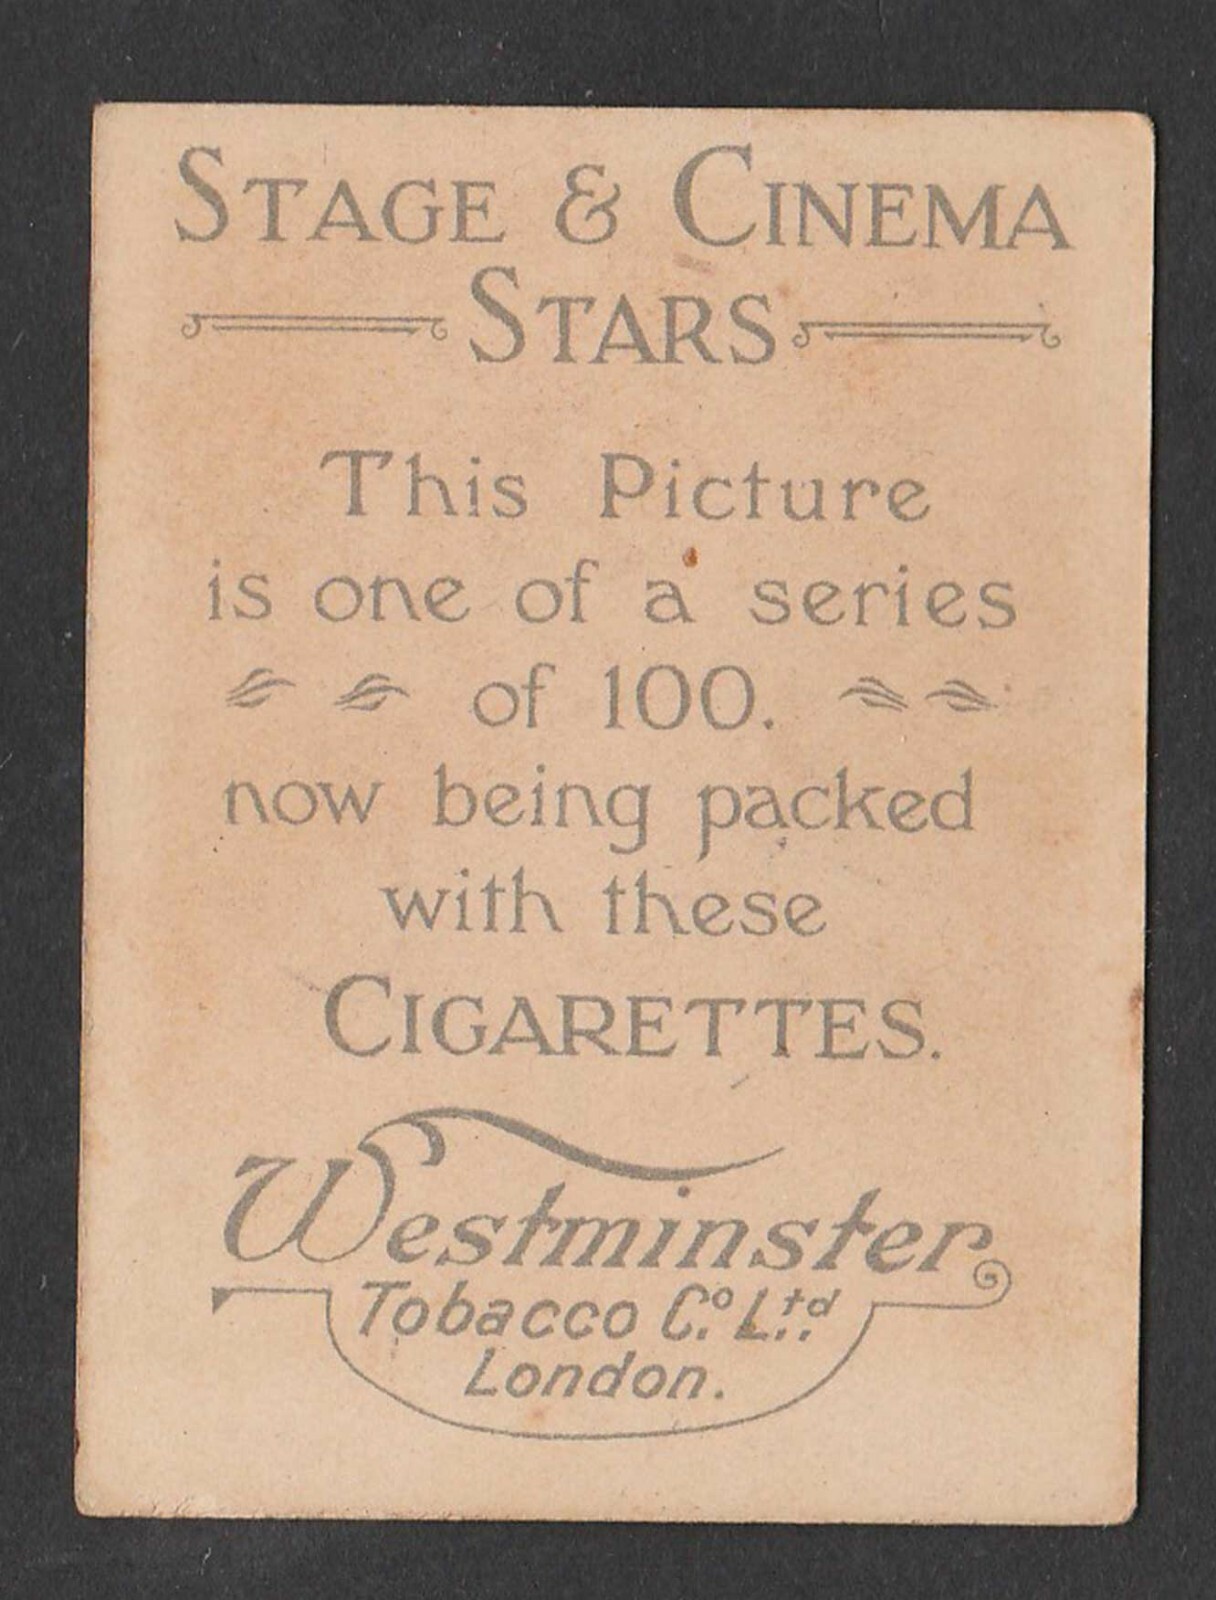 STAGE & CINEMA
STARS
This Picture
is one of a series
of 100.
now being packed
with these
CIGARETTES.
Westminster
Tobacco Co. Ltd.
London.